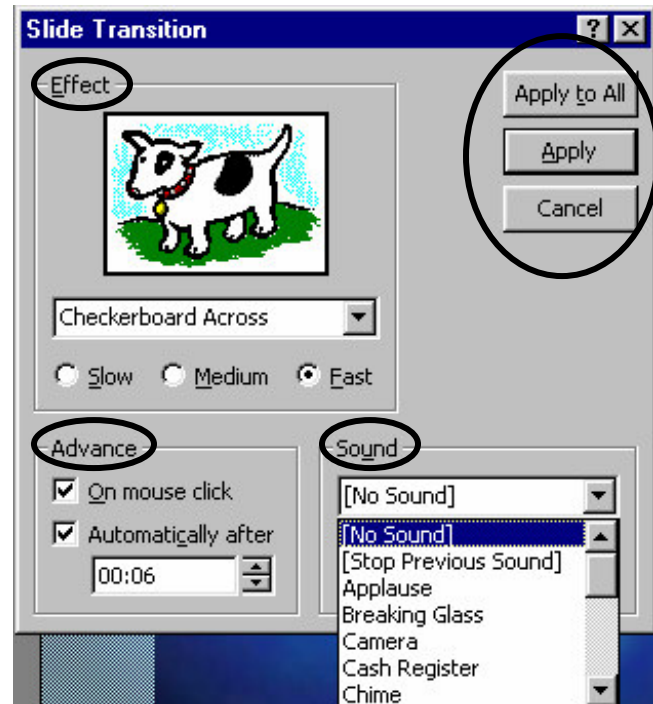 Slide Transition
Effect
Apply to All
Apply
Cancel
Checkerboard Across
Slow Medium Fast
Advance
On mouse click
Automatically after
00:06
Sound
[No Sound]
[No Sound]
[Stop Previous Sound]
Applause
Breaking Glass
Camera
Cash Register
Chime